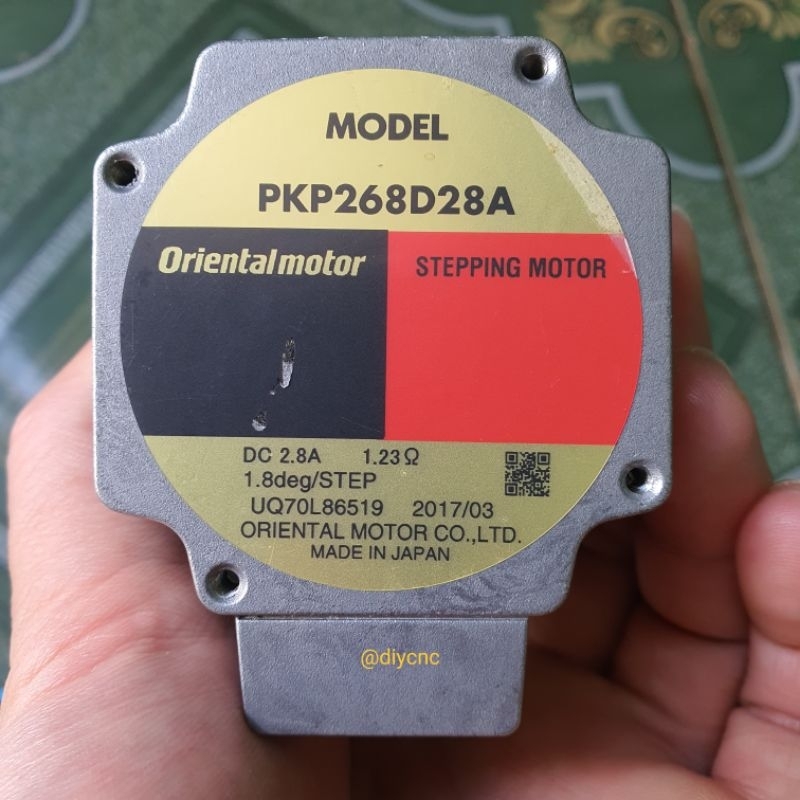 MODEL
PKP268D28A
Orientalmotor STEPPING MOTOR
DC 2.8A 1.23Ω
1.8deg/STEP
UQ70L86519 2017/03
ORIENTAL MOTOR CO.,LTD.
MADE IN JAPAN
@diycnc